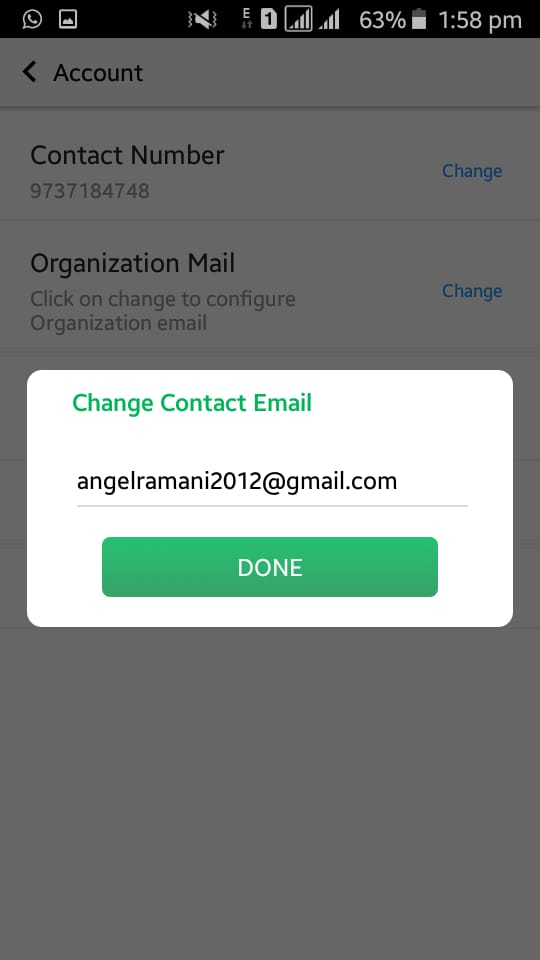 E 1 63% 1:58 pm
Account
Contact Number
Change
9737184748
Organization Mail
Change
Click on change to configure
Organization email
Change Contact Email
angelramani2012@gmail.com
DONE